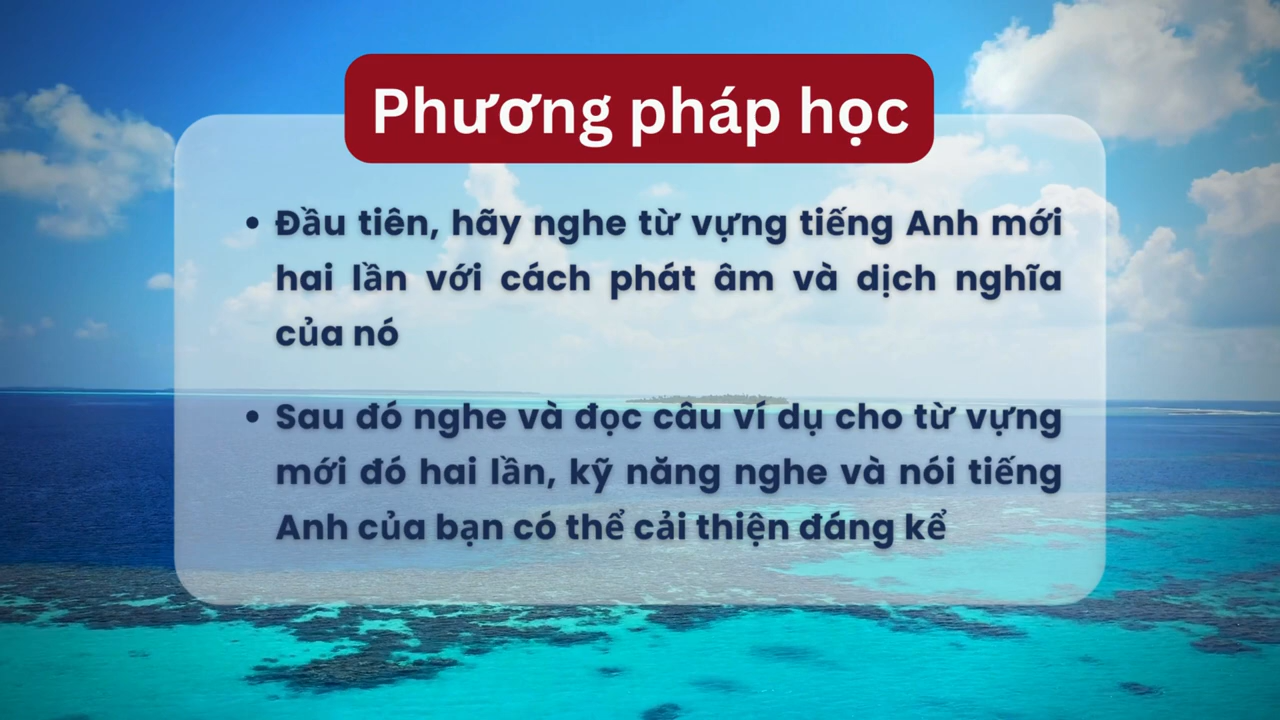 Phương pháp học
• Đầu tiên, hãy nghe từ vựng tiếng Anh mới
hai lần với cách phát âm và dịch nghĩa
của nó
• Sau đó nghe và đọc câu ví dụ cho từ vựng
mới đó hai lần, kỹ năng nghe và nói tiếng
Anh của bạn có thể cải thiện đáng kể